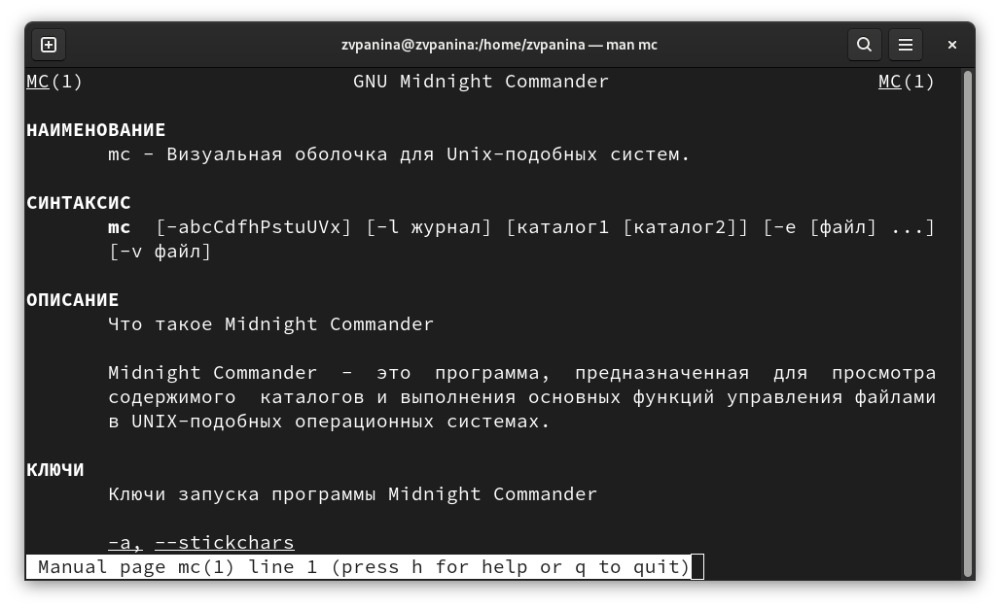 zvpanina@zvpanina:/home/zvpanina — man mc
MC(1) GNU Midnight Commander MC(1)
НАИМЕНОВАНИЕ
mc - Визуальная оболочка для Unix-подобных систем.
СИНТАКСИС
mc [-abcCdfhPstuUVx] [-l журнал] [каталог1 [каталог2]] [-e [файл] ...]
[-v файл]
ОПИСАНИЕ
Что такое Midnight Commander
Midnight Commander - это программа, предназначенная для просмотра
содержимого каталогов и выполнения основных функций управления файлами
в UNIX-подобных операционных системах.
КЛЮЧИ
Ключи запуска программы Midnight Commander
-a, --stickchars
Manual page mc(1) line 1 (press h for help or q to quit)